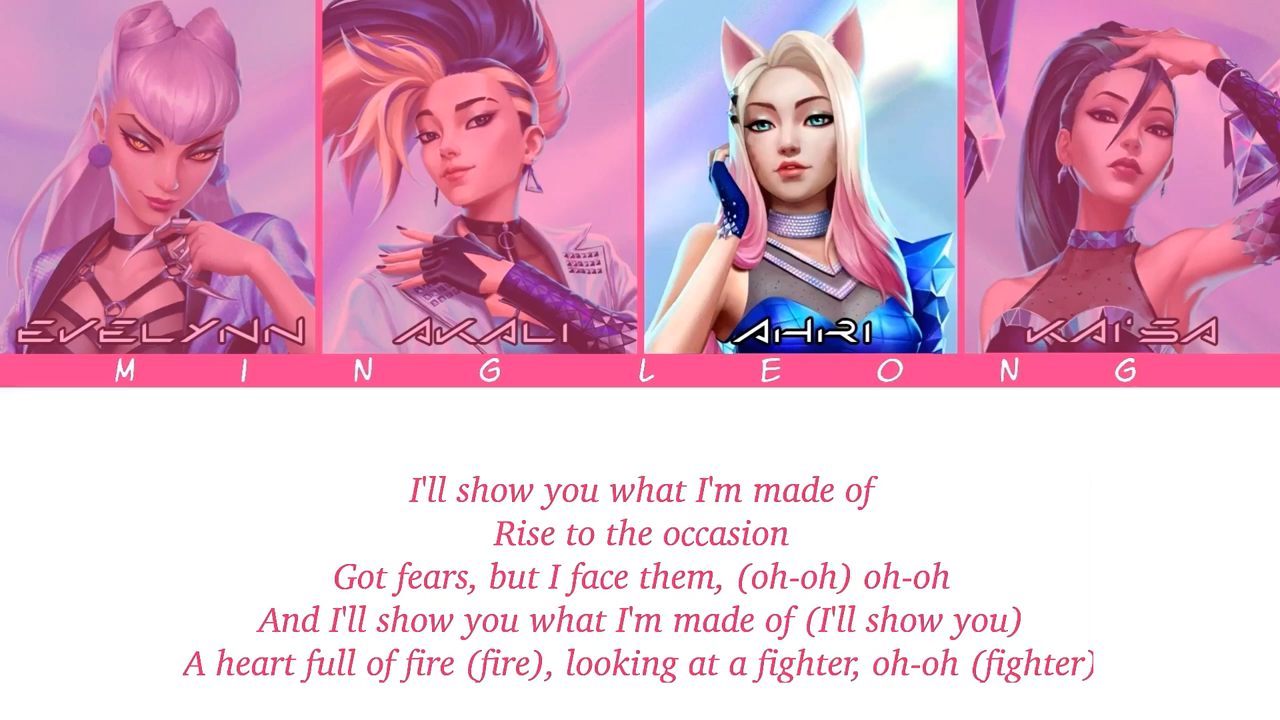 EVELYNN AKALI AHRI KAI'SA
MING LEONG
I'll show you what I'm made of
Rise to the occasion
Got fears, but I face them, (oh-oh) oh-oh
And I'll show you what I'm made of (I'll show you)
A heart full of fire (fire), looking at a fighter, oh-oh (fighter)